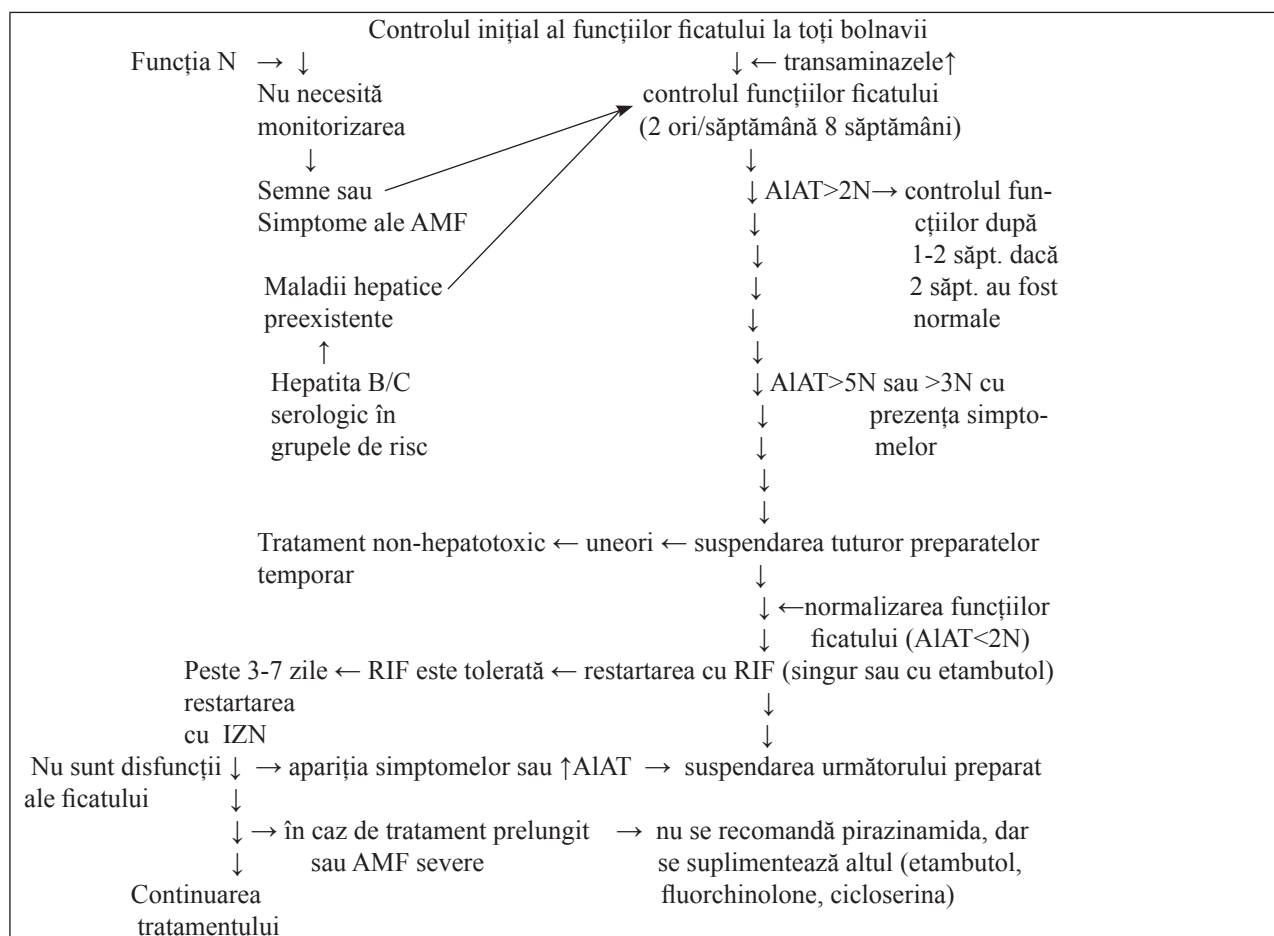 Controlul inițial al funcțiilor ficatului la toți bolnavii
Funcția N → ↓ ↓ ← transaminazele↑
Nu necesită
monitorizarea
↓
Semne sau
Simptome ale AMF
controlul funcțiilor ficatului
(2 ori/săptămână 8 săptămâni)
↓
Maladii hepatice
preexistente
↑
Hepatita B/C
serologic în
grupele de risc
↓ AlAT>2N→ controlul fun-
↓ cțiilor după
↓ 1-2 săpt. dacă
↓ 2 săpt. au fost
↓ normale
↓
↓ AlAT>5N sau >3N cu
↓ prezența simpto-
↓ melor
↓
↓
Tratament non-hepatotoxic ← uneori ← suspendarea tuturor preparatelor
temporar ↓
↓ ←normalizarea funcțiilor
↓ ficatului (AlAT<2N)
Peste 3-7 zile ← RIF este tolerată ← restartarea cu RIF (singur sau cu etambutol)
restartarea ↓
cu IZN ↓
Nu sunt disfuncții ↓ → apariția simptomelor sau ↑AlAT → suspendarea următorului preparat
ale ficatului ↓
↓ → în caz de tratament prelungit → nu se recomandă pirazinamida, dar
↓ sau AMF severe se suplimentează altul (etambutol,
Continuarea fluorchinolone, cicloserina)
tratamentului